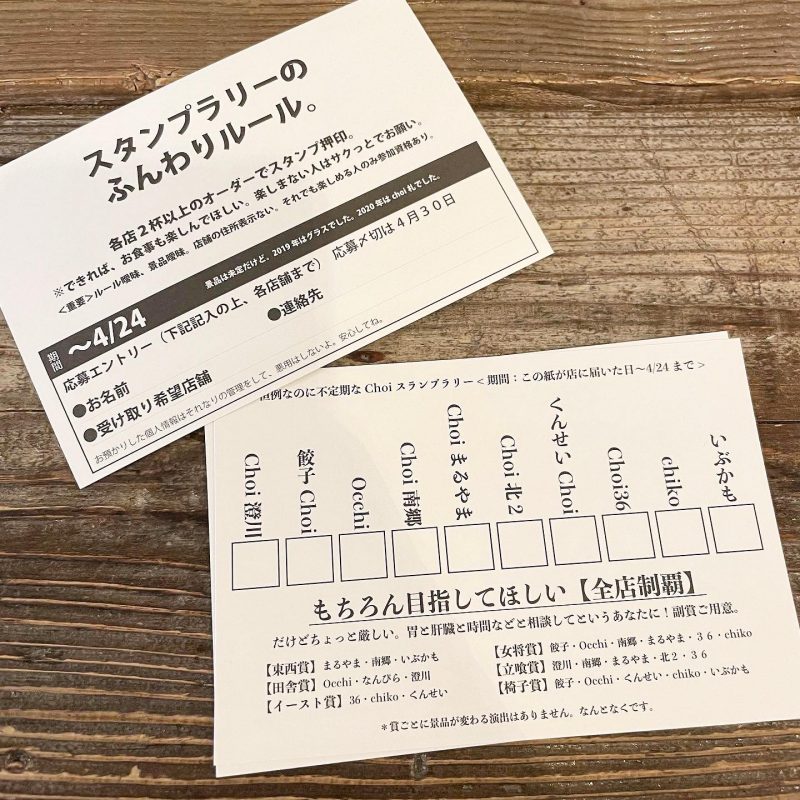 スタンプラリーの
ふんわりルール。
各店２杯以上のオーダーでスタンプ押印。
※できれば、お食事も楽しんでほしい。楽しまない人はサクっとでお願い。
＜重要＞ルール曖昧、景品曖昧。店舗の住所表示ない。それでも楽しめる人のみ参加資格あり。
景品は未定だけど、2019年はグラスでした。2020年はchoi札でした。
期間 〜4/24
応募エントリー（下記記入の上、各店舗まで） 応募〆切は４月３０日
●お名前 ●連絡先
●受け取り希望店舗
お預かりした個人情報はそれなりの管理をして、悪用はしないよ。安心してね。
恒例なのに不定期なChoiスランプラリー＜期間：この紙が店に届いた日〜4/24まで＞
Choi 澄川
餃子 Choi
Occhi
Choi 南郷
Choi まるやま
Choi 北２
くんせい Choi
Choi36
chiko
いぶかも
もちろん目指してほしい【全店制覇】
だけどちょっと厳しい。胃と肝臓と時間などと相談してというあなたに！副賞ご用意。
【東西賞】まるやま・南郷・いぶかも
【田舎賞】Occhi・なんぴら・澄川
【イースト賞】36・chiko・くんせい
【女将賞】餃子・Occhi・南郷・まるやま・３６・chiko
【立喰賞】澄川・南郷・まるやま・北２・３６
【椅子賞】餃子・Occhi・くんせい・chiko・いぶかも
＊賞ごとに景品が変わる演出はありません。なんとなくです。